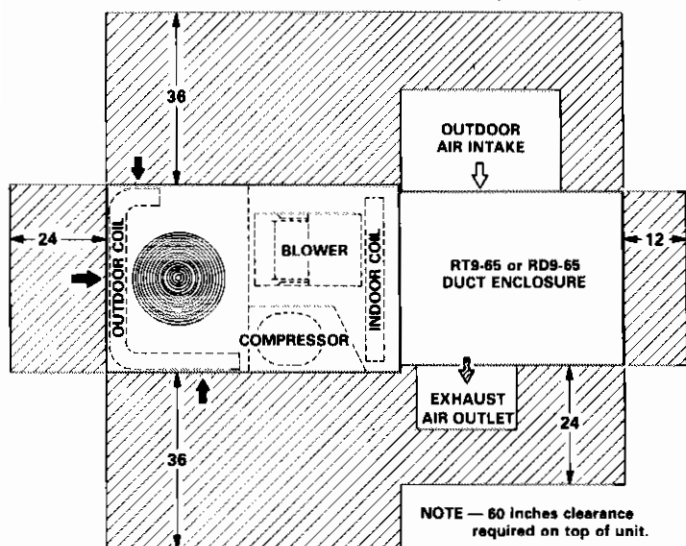 36
OUTDOOR
AIR INTAKE
24
OUTDOOR COIL
BLOWER
COMPRESSOR
INDOOR COIL
RT9-65 or RD9-65
DUCT ENCLOSURE
12
EXHAUST
AIR OUTLET
24
36
NOTE — 60 inches clearance
required on top of unit.